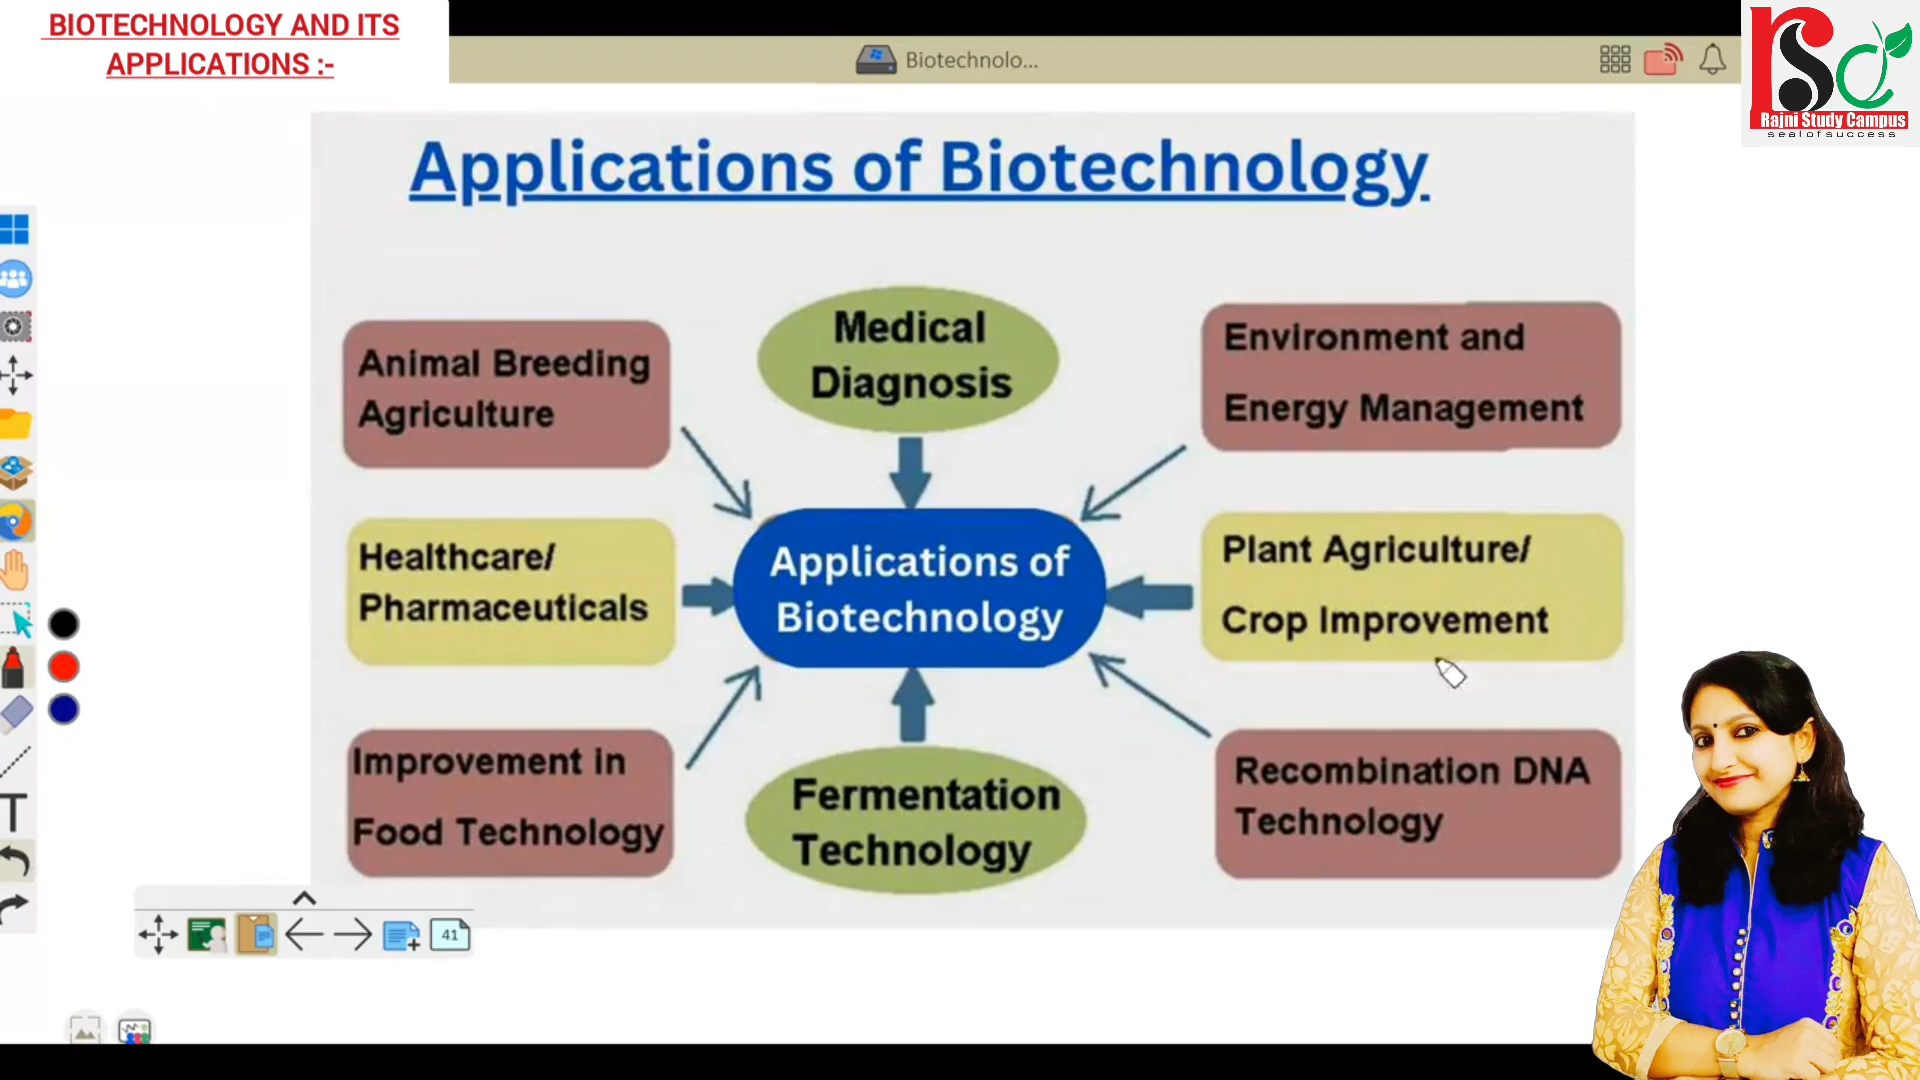 BIOTECHNOLOGY AND ITS
APPLICATIONS :-
Biotechnolo...
Rajni Study Campus
seal of success
Applications of Biotechnology
Animal Breeding
Agriculture
Medical
Diagnosis
Environment and
Energy Management
Healthcare/
Pharmaceuticals
Applications of
Biotechnology
Plant Agriculture/
Crop Improvement
Improvement in
Food Technology
Fermentation
Technology
Recombination DNA
Technology
T
41